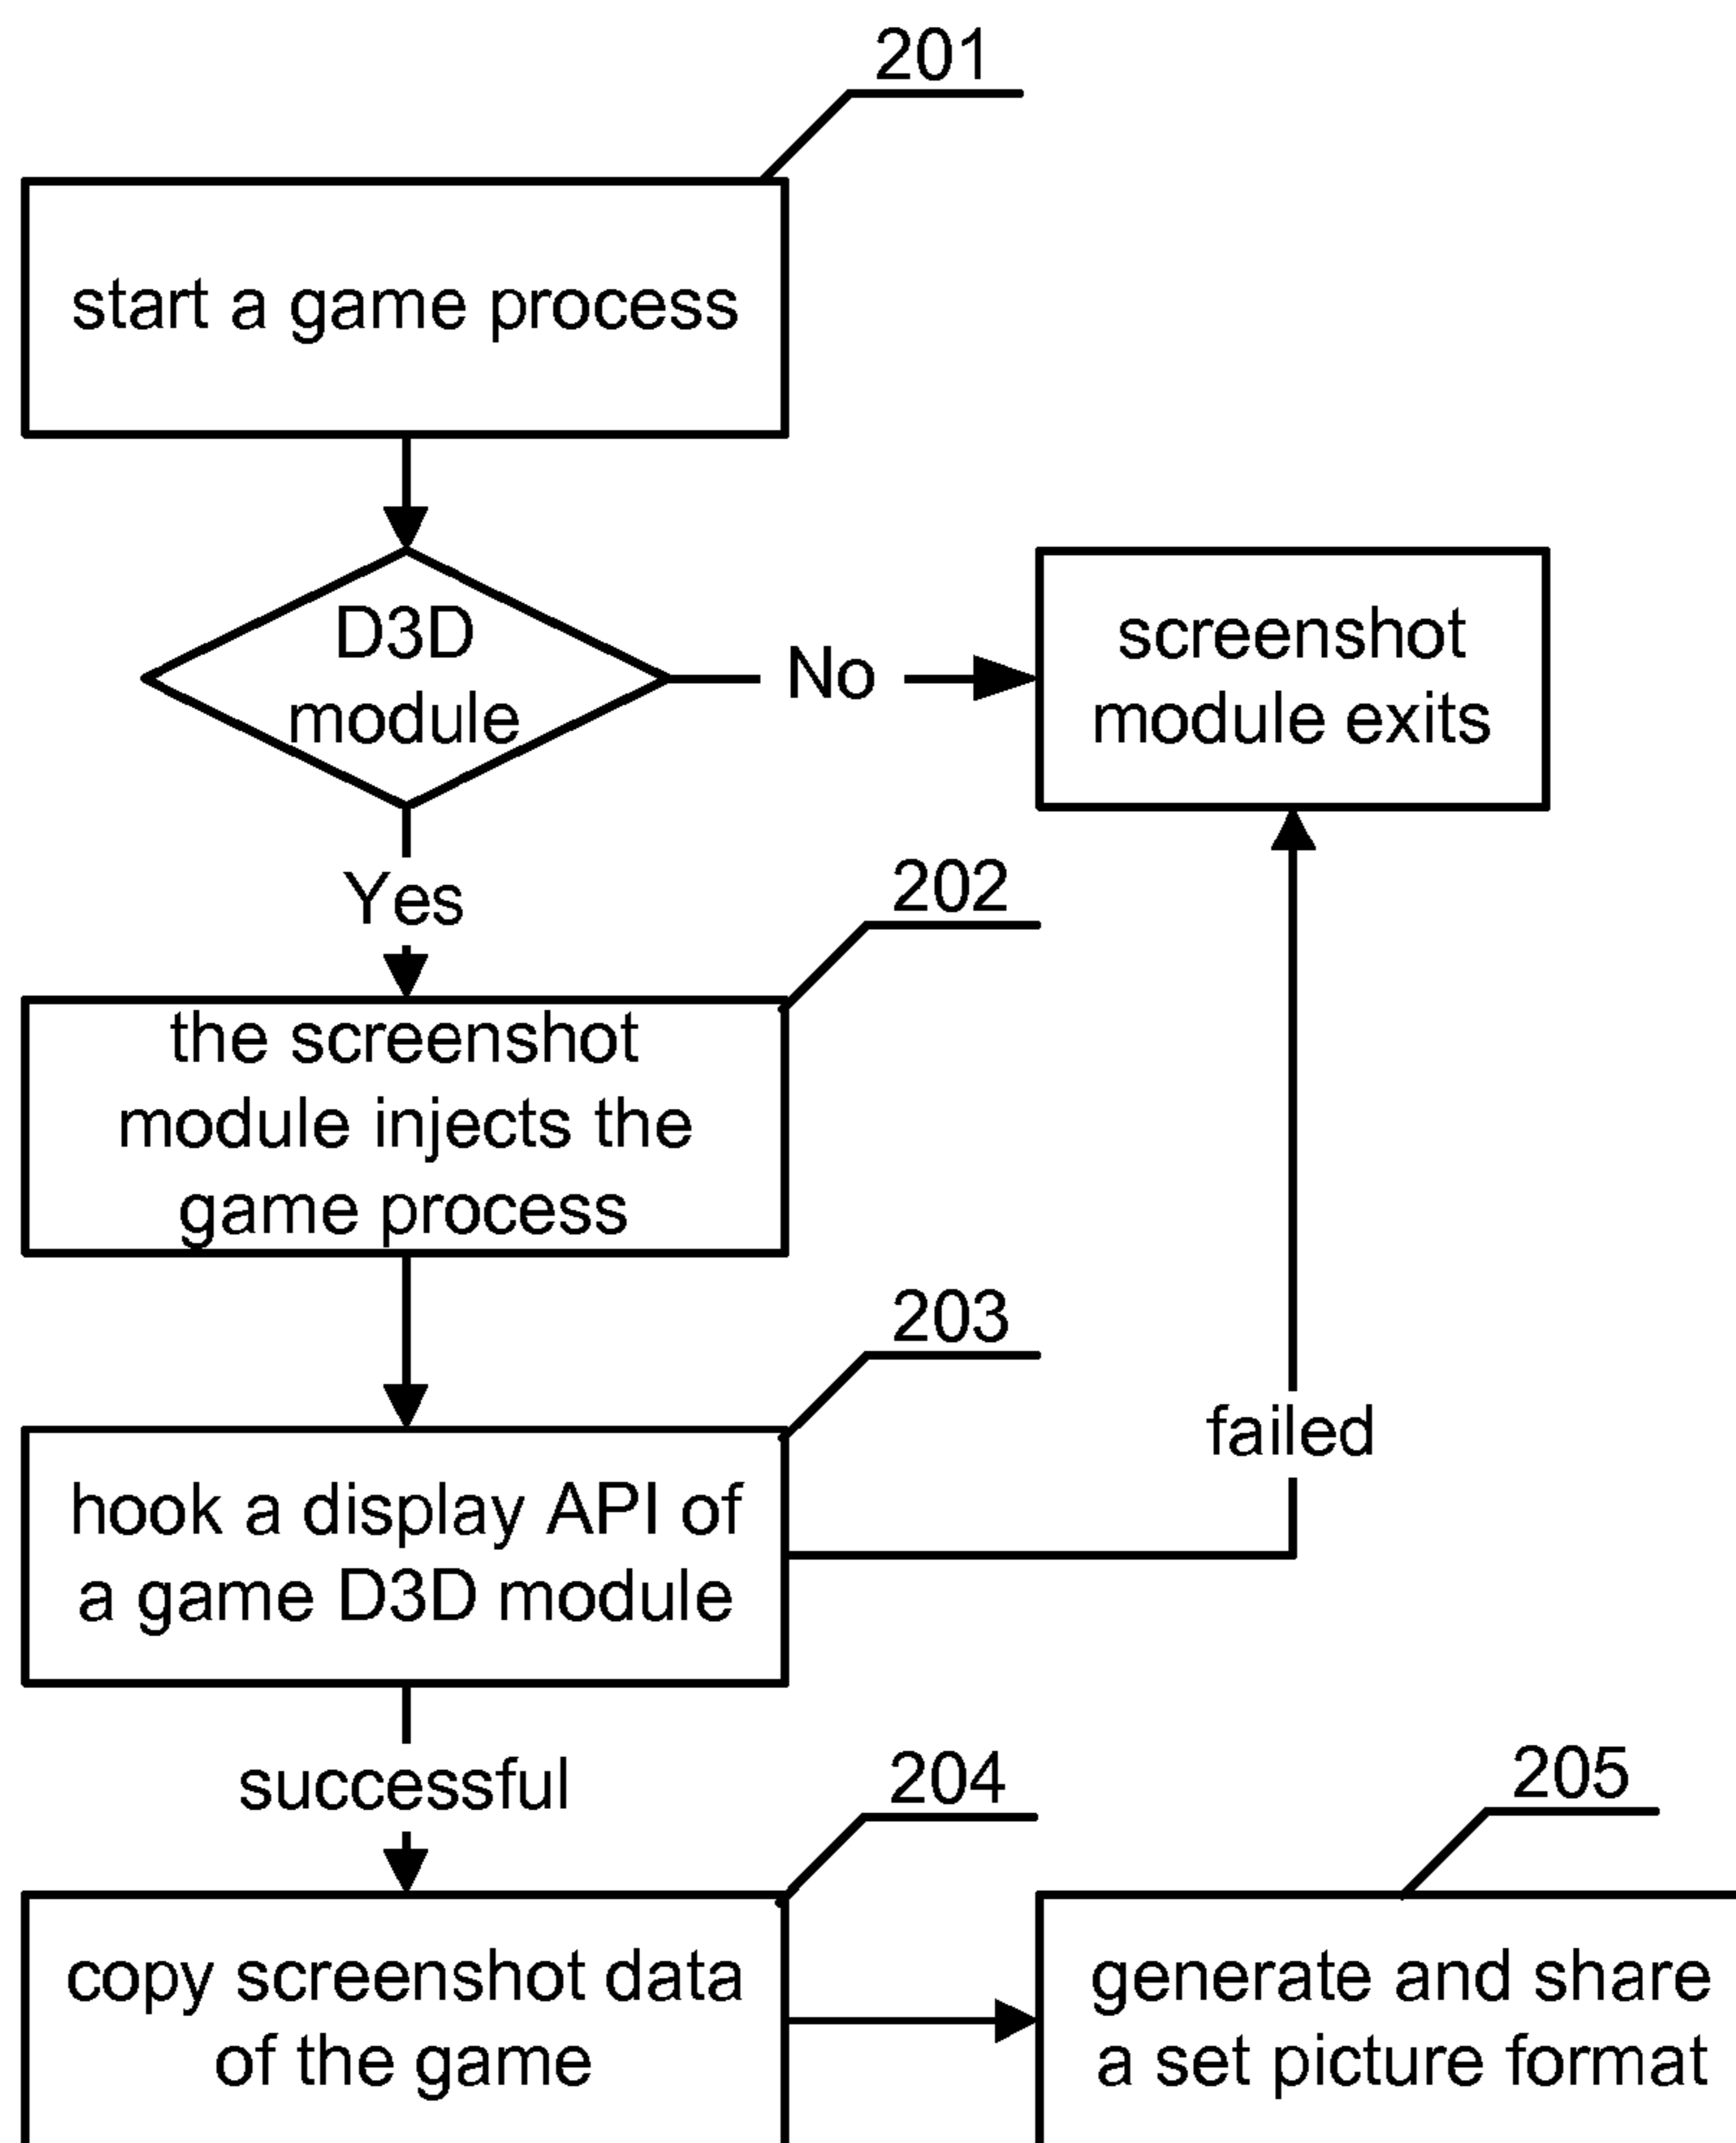 201
start a game process
D3D
module
No
screenshot
module exits
Yes
202
the screenshot
module injects the
game process
203
hook a display API of
a game D3D module
failed
successful
204
copy screenshot data
of the game
205
generate and share
a set picture format